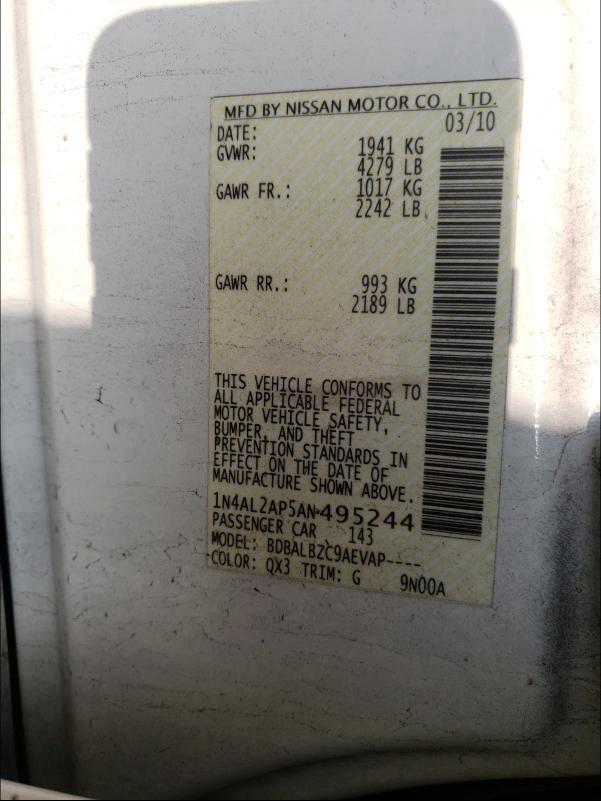 MFD BY NISSAN MOTOR CO., LTD.
DATE: 03/10
GVWR: 1941 KG
4279 LB
GAWR FR.: 1017 KG
2242 LB
GAWR RR.: 993 KG
2189 LB
THIS VEHICLE CONFORMS TO
ALL APPLICABLE FEDERAL
MOTOR VEHICLE SAFETY,
BUMPER, AND THEFT
PREVENTION STANDARDS IN
EFFECT ON THE DATE OF
MANUFACTURE SHOWN ABOVE.
1N4AL2AP5AN*495244
PASSENGER CAR 143
MODEL: BDBALBZC9AEVAP----
COLOR: QX3 TRIM: G 9N00A